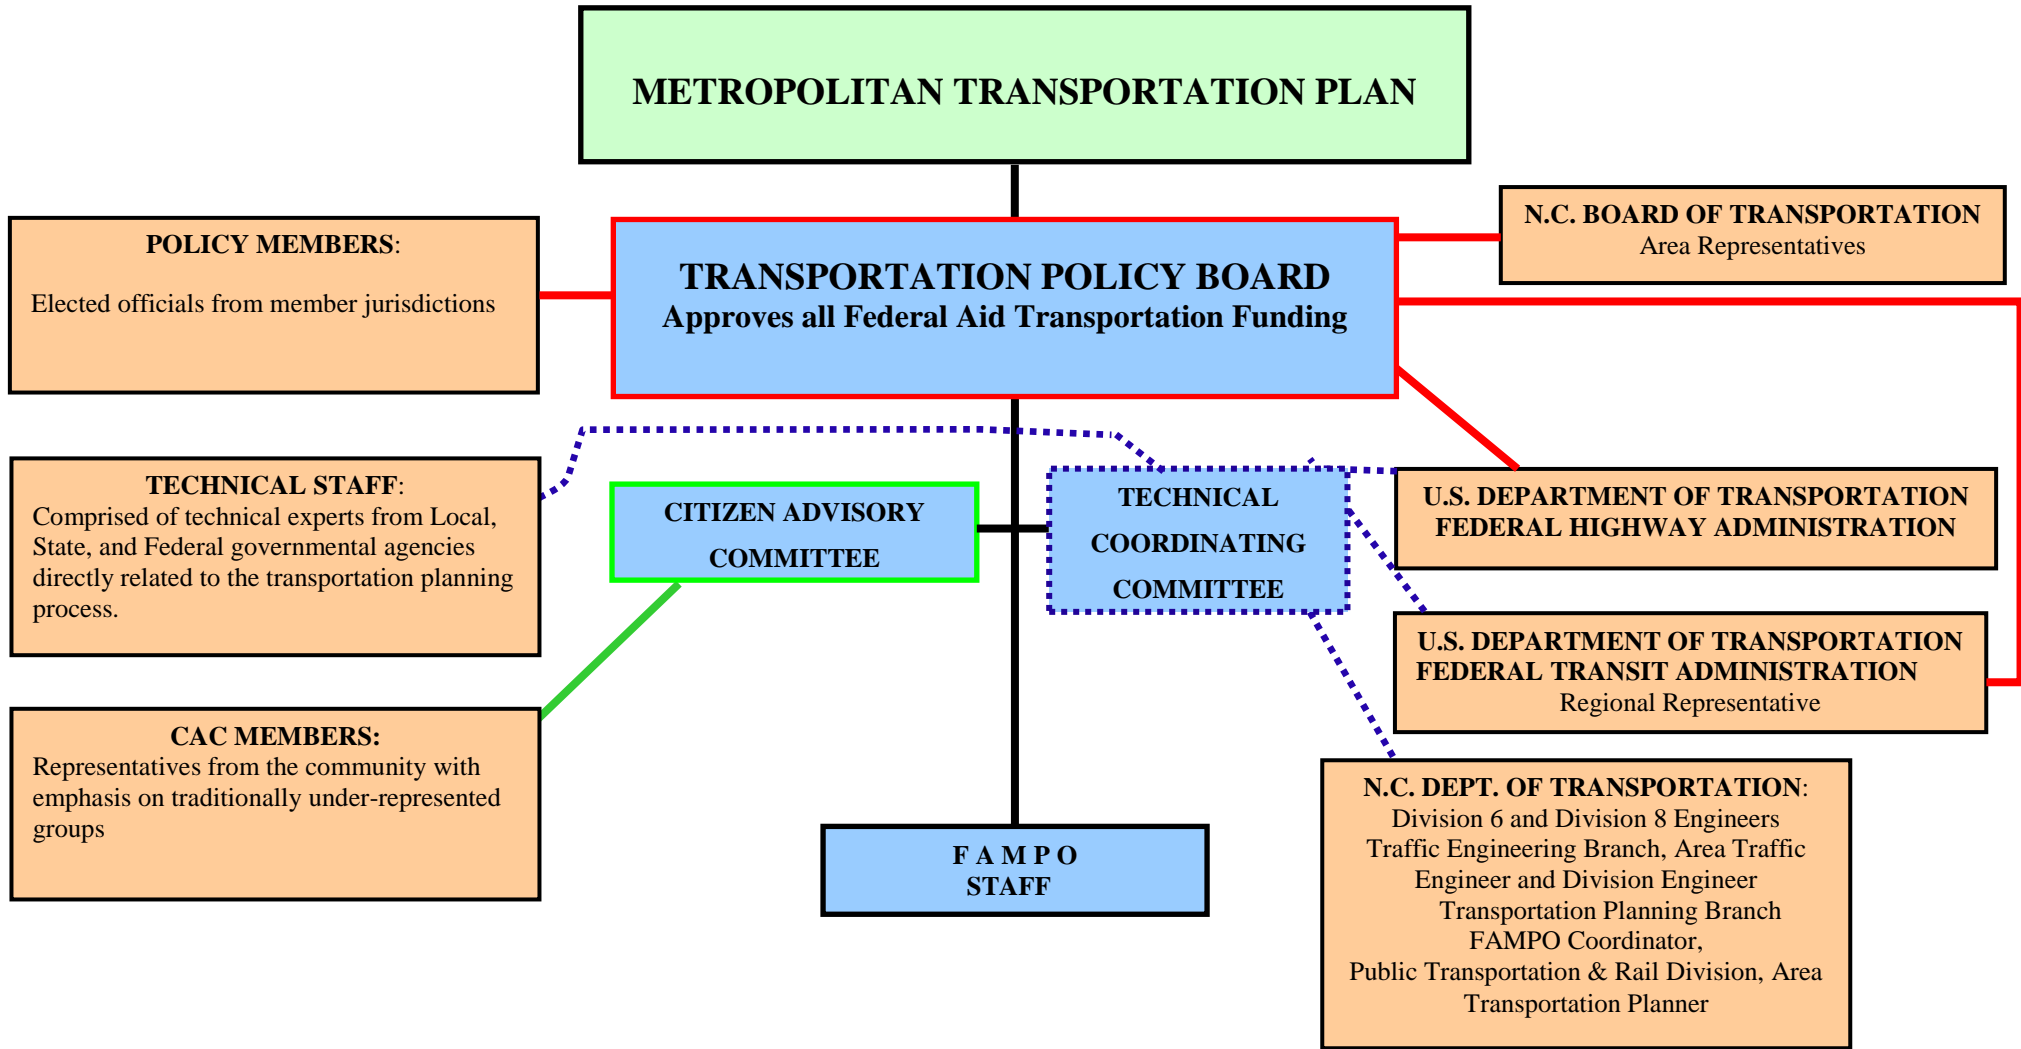 METROPOLITAN TRANSPORTATION PLAN
POLICY MEMBERS:
Elected officials from member jurisdictions
TRANSPORTATION POLICY BOARD
Approves all Federal Aid Transportation Funding
N.C. BOARD OF TRANSPORTATION
Area Representatives
TECHNICAL STAFF:
Comprised of technical experts from Local,
State, and Federal governmental agencies
directly related to the transportation planning
process.
CITIZEN ADVISORY
COMMITTEE
TECHNICAL
COORDINATING
COMMITTEE
U.S. DEPARTMENT OF TRANSPORTATION
FEDERAL HIGHWAY ADMINISTRATION
U.S. DEPARTMENT OF TRANSPORTATION
FEDERAL TRANSIT ADMINISTRATION
Regional Representative
CAC MEMBERS:
Representatives from the community with
emphasis on traditionally under-represented
groups
F A M P O
STAFF
N.C. DEPT. OF TRANSPORTATION:
Division 6 and Division 8 Engineers
Traffic Engineering Branch, Area Traffic
Engineer and Division Engineer
Transportation Planning Branch
FAMPO Coordinator,
Public Transportation & Rail Division, Area
Transportation Planner